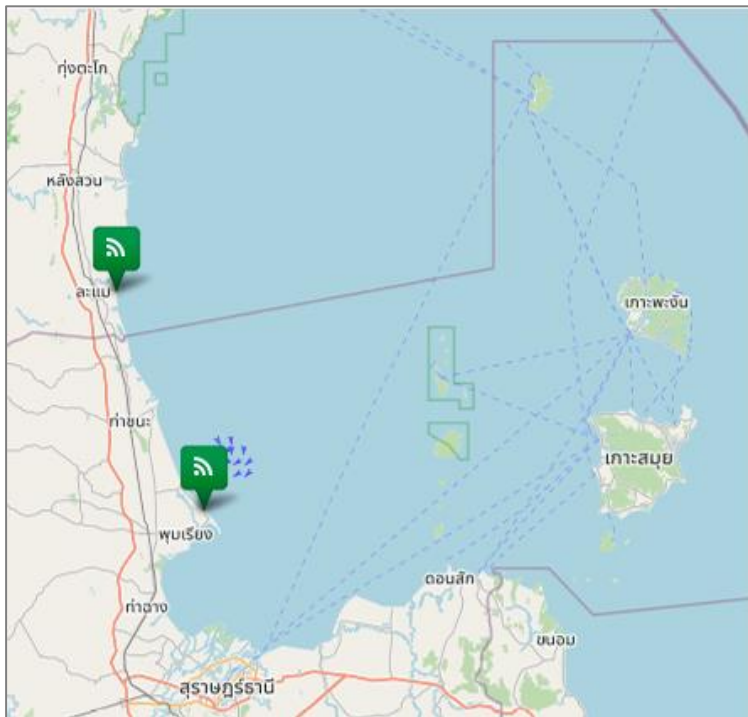 ทุ่งตะโก
หลังสวน
ละแม
เกาะพะงัน
ท่าชนะ
เกาะสมุย
พุมเรียง
ดอนสัก
ท่าฉาง
ขนอม
สุราษฎร์ธานี